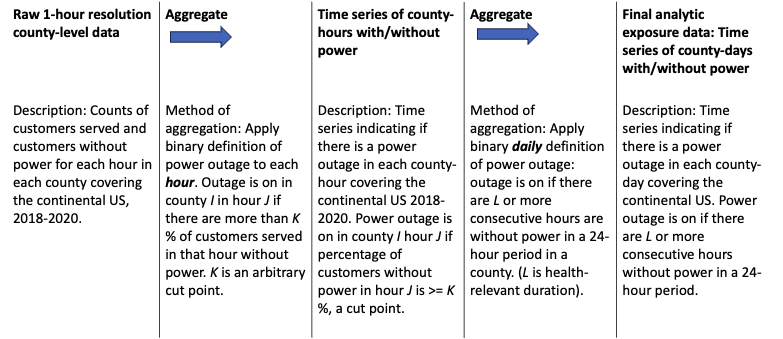 Raw 1-hour resolution
county-level data
Description: Counts of
customers served and
customers without
power for each hour in
each county covering
the continental US,
2018-2020.
Aggregate
Method of
aggregation: Apply
binary definition of
power outage to each
hour. Outage is on in
county I in hour J if
there are more than K
% of customers served
in that hour without
power. K is an arbitrary
cut point.
Time series of county-
hours with/without
power
Description: Time
series indicating if
there is a power
outage in each county-
hour covering the
continental US 2018-
2020. Power outage is
on in county I hour J if
percentage of
customers without
power in hour J is >= K
%, a cut point.
Aggregate
Method of
aggregation: Apply
binary daily definition
of power outage:
outage is on if there
are L or more
consecutive hours are
without power in a 24-
hour period in a
county. (L is health-
relevant duration).
Final analytic
exposure data: Time
series of county-days
with/without power
Description: Time
series indicating if
there is a power
outage in each county-
day covering the
continental US. Power
outage is on if there
are L or more
consecutive hours
without power in a 24-
hour period.